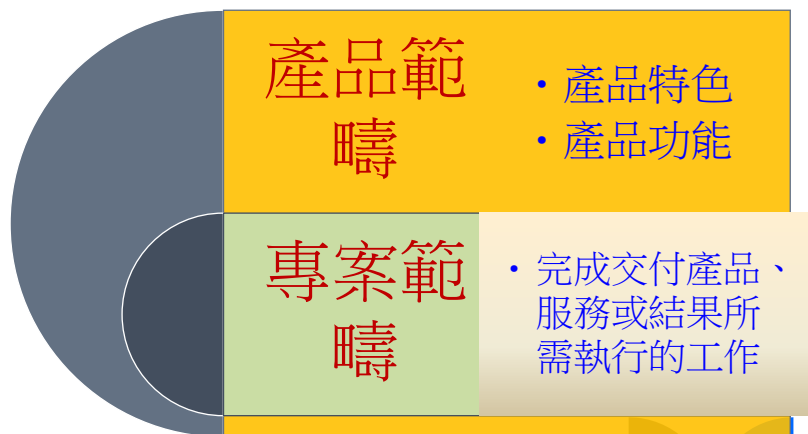 產品範
疇
・產品特色
・產品功能
專案範
疇
・完成交付產品、
服務或結果所
需執行的工作